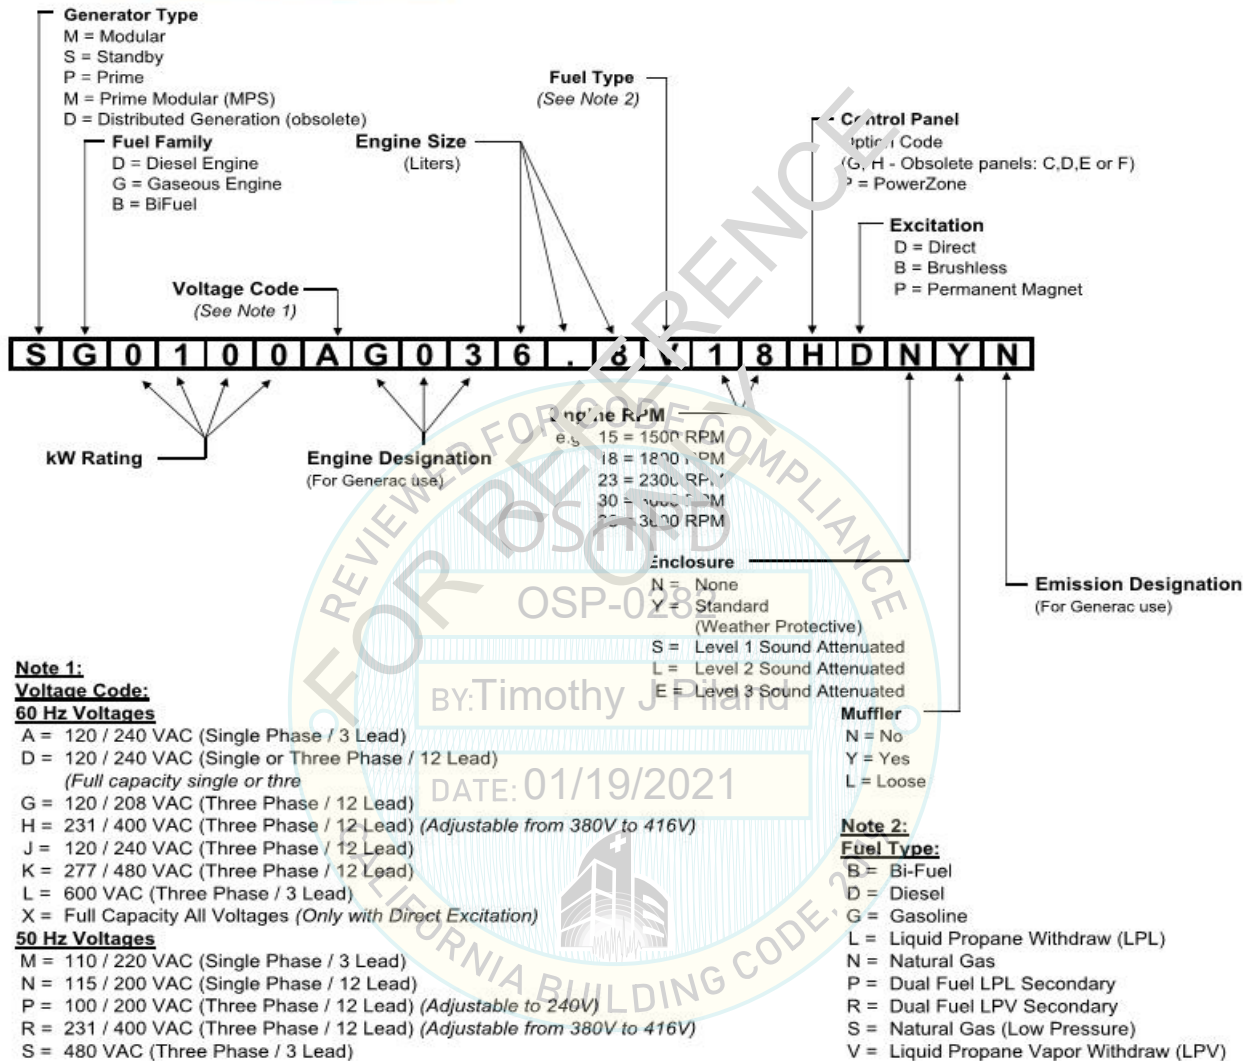 Generator Type
M = Modular
S = Standby
P = Prime
M = Prime Modular (MPS)
D = Distributed Generation (obsolete)
Fuel Family
D = Diesel Engine
G = Gaseous Engine
B = BiFuel
Engine Size
(Liters)
Fuel Type
(See Note 2)
Control Panel
Option Code
(G, H - Obsolete panels: C,D,E or F)
P = PowerZone
Excitation
D = Direct
B = Brushless
P = Permanent Magnet
Voltage Code
(See Note 1)
S G 0 1 0 0 A G 0 3 6 . 8 V 1 8 H D N Y N
kW Rating
Engine Designation
(For Generac use)
Engine RPM
e.g. 15 = 1500 RPM
18 = 1800 RPM
23 = 2300 RPM
30 = 3000 RPM
= 3600 RPM
Enclosure
N = None
Y = Standard
(Weather Protective)
S = Level 1 Sound Attenuated
L = Level 2 Sound Attenuated
E = Level 3 Sound Attenuated
Emission Designation
(For Generac use)
Muffler
N = No
Y = Yes
L = Loose
Note 1:
Voltage Code:
60 Hz Voltages
A = 120 / 240 VAC (Single Phase / 3 Lead)
D = 120 / 240 VAC (Single or Three Phase / 12 Lead)
(Full capacity single or thre
G = 120 / 208 VAC (Three Phase / 12 Lead)
H = 231 / 400 VAC (Three Phase / 12 Lead) (Adjustable from 380V to 416V)
J = 120 / 240 VAC (Three Phase / 12 Lead)
K = 277 / 480 VAC (Three Phase / 12 Lead)
L = 600 VAC (Three Phase / 3 Lead)
X = Full Capacity All Voltages (Only with Direct Excitation)
50 Hz Voltages
M = 110 / 220 VAC (Single Phase / 3 Lead)
N = 115 / 200 VAC (Single Phase / 12 Lead)
P = 100 / 200 VAC (Three Phase / 12 Lead) (Adjustable to 240V)
R = 231 / 400 VAC (Three Phase / 12 Lead) (Adjustable from 380V to 416V)
S = 480 VAC (Three Phase / 3 Lead)
Note 2:
Fuel Type:
B = Bi-Fuel
D = Diesel
G = Gasoline
L = Liquid Propane Withdraw (LPL)
N = Natural Gas
P = Dual Fuel LPL Secondary
R = Dual Fuel LPV Secondary
S = Natural Gas (Low Pressure)
V = Liquid Propane Vapor Withdraw (LPV)
FOR REFERENCE
ONLY
REVIEWED FOR CODE COMPLIANCE
OSHPD
OSP-0282
BY: Timothy J Piland
DATE: 01/19/2021
CALIFORNIA BUILDING CODE,